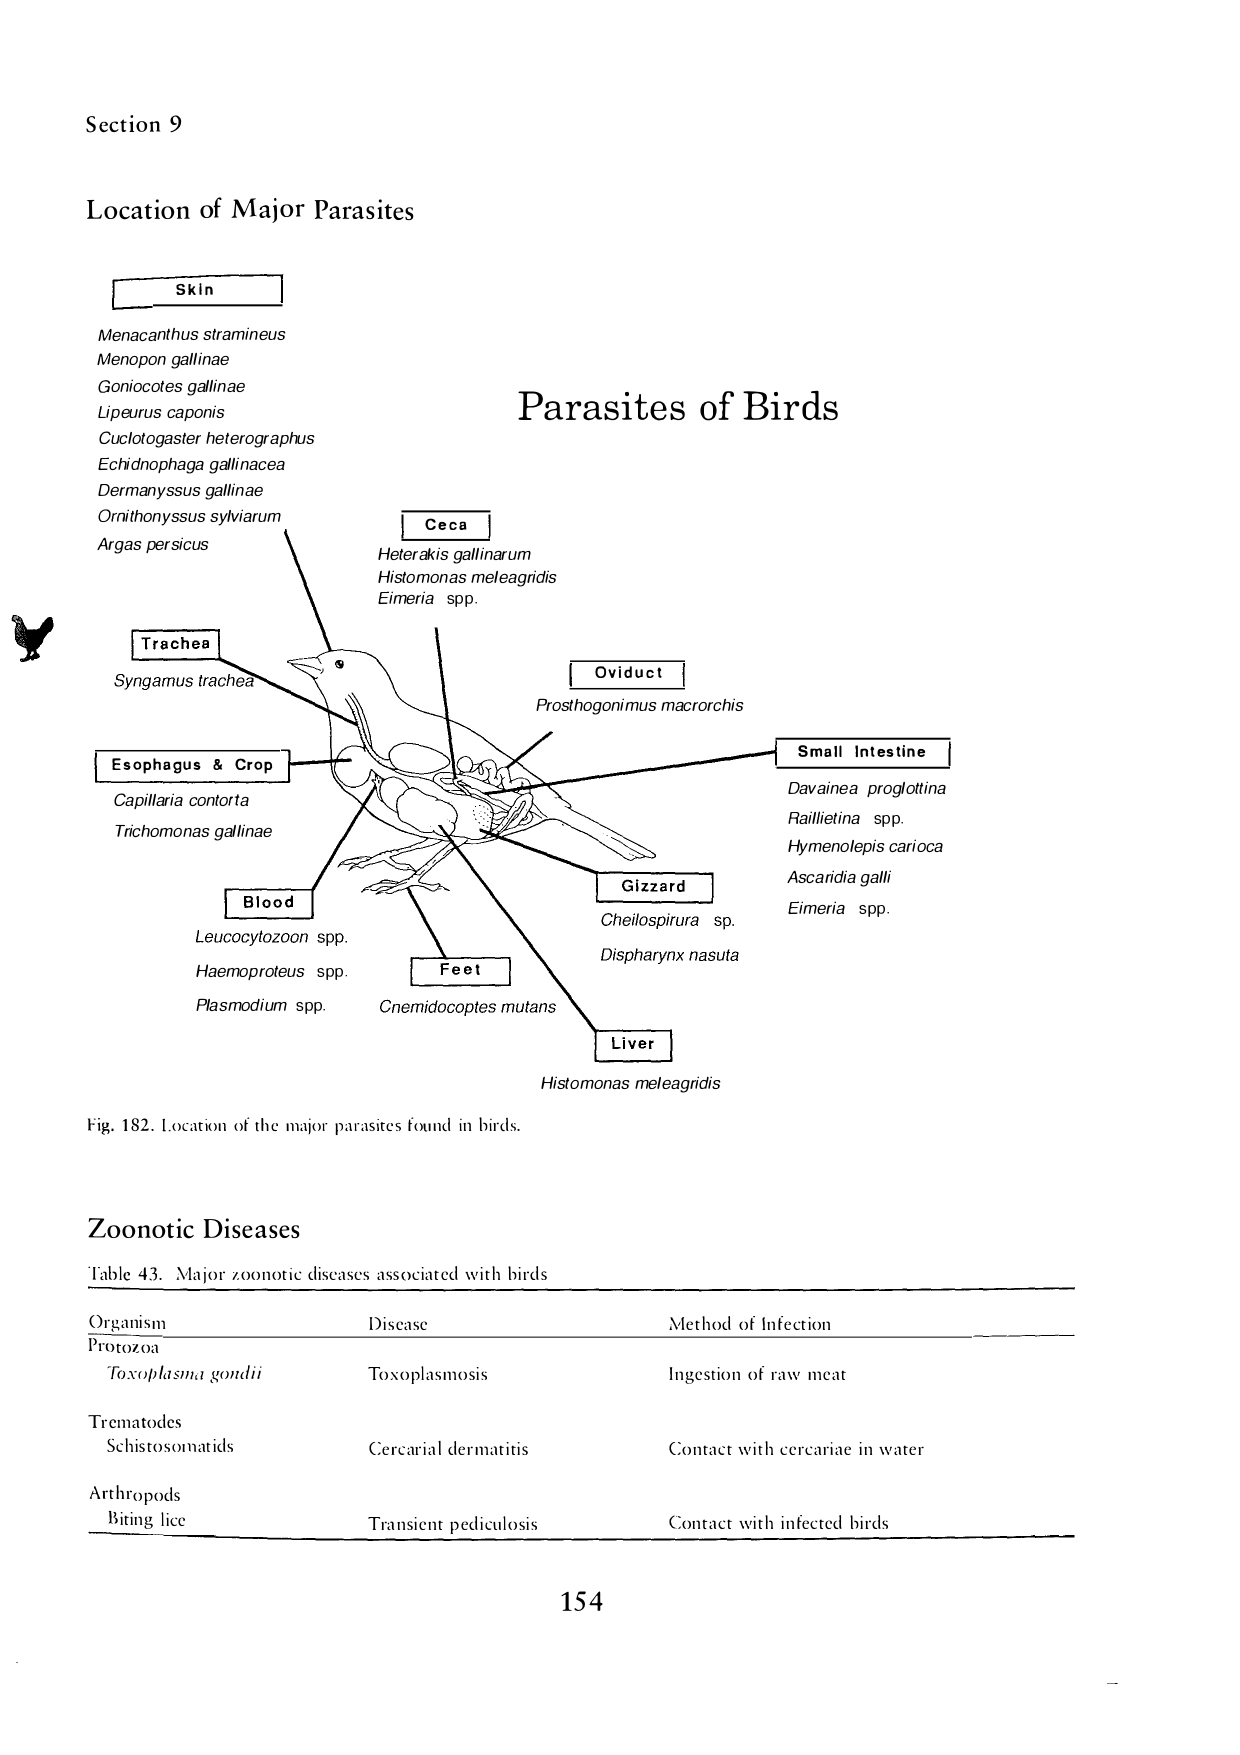 Section 9
Location of Major Parasites
Skin
Menacanthus stramineus
Menopon gallinae
Goniocotes gallinae
Lipeurus caponis
Cuclotogaster heterographus
Echidnophaga gallinacea
Dermanyssus gallinae
Ornithonyssus sylviarum
Argas persicus
Parasites of Birds
Ceca
Heterakis gallinarum
Histomonas meleagridis
Eimeria spp.
Trachea
Syngamus trachea
Oviduct
Prosthogonimus macrorchis
Esophagus & Crop
Capillaria contorta
Trichomonas gallinae
Small Intestine
Davainea proglottina
Raillietina spp.
Hymenolepis carioca
Ascaridia galli
Eimeria spp.
Blood
Leucocytozoon spp.
Haemoproteus spp.
Plasmodium spp.
Gizzard
Cheilospirura sp.
Dispharynx nasuta
Feet
Cnemidocoptes mutans
Liver
Histomonas meleagridis
Fig. 182. Location of the major parasites found in birds.
Zoonotic Diseases
Table 43. Major zoonotic diseases associated with birds
Organism Disease Method of Infection
Protozoa
Toxoplasma gondii Toxoplasmosis Ingestion of raw meat
Trematodes
Schistosomatids Cercarial dermatitis Contact with cercariae in water
Arthropods
Biting lice Transient pediculosis Contact with infected birds
154